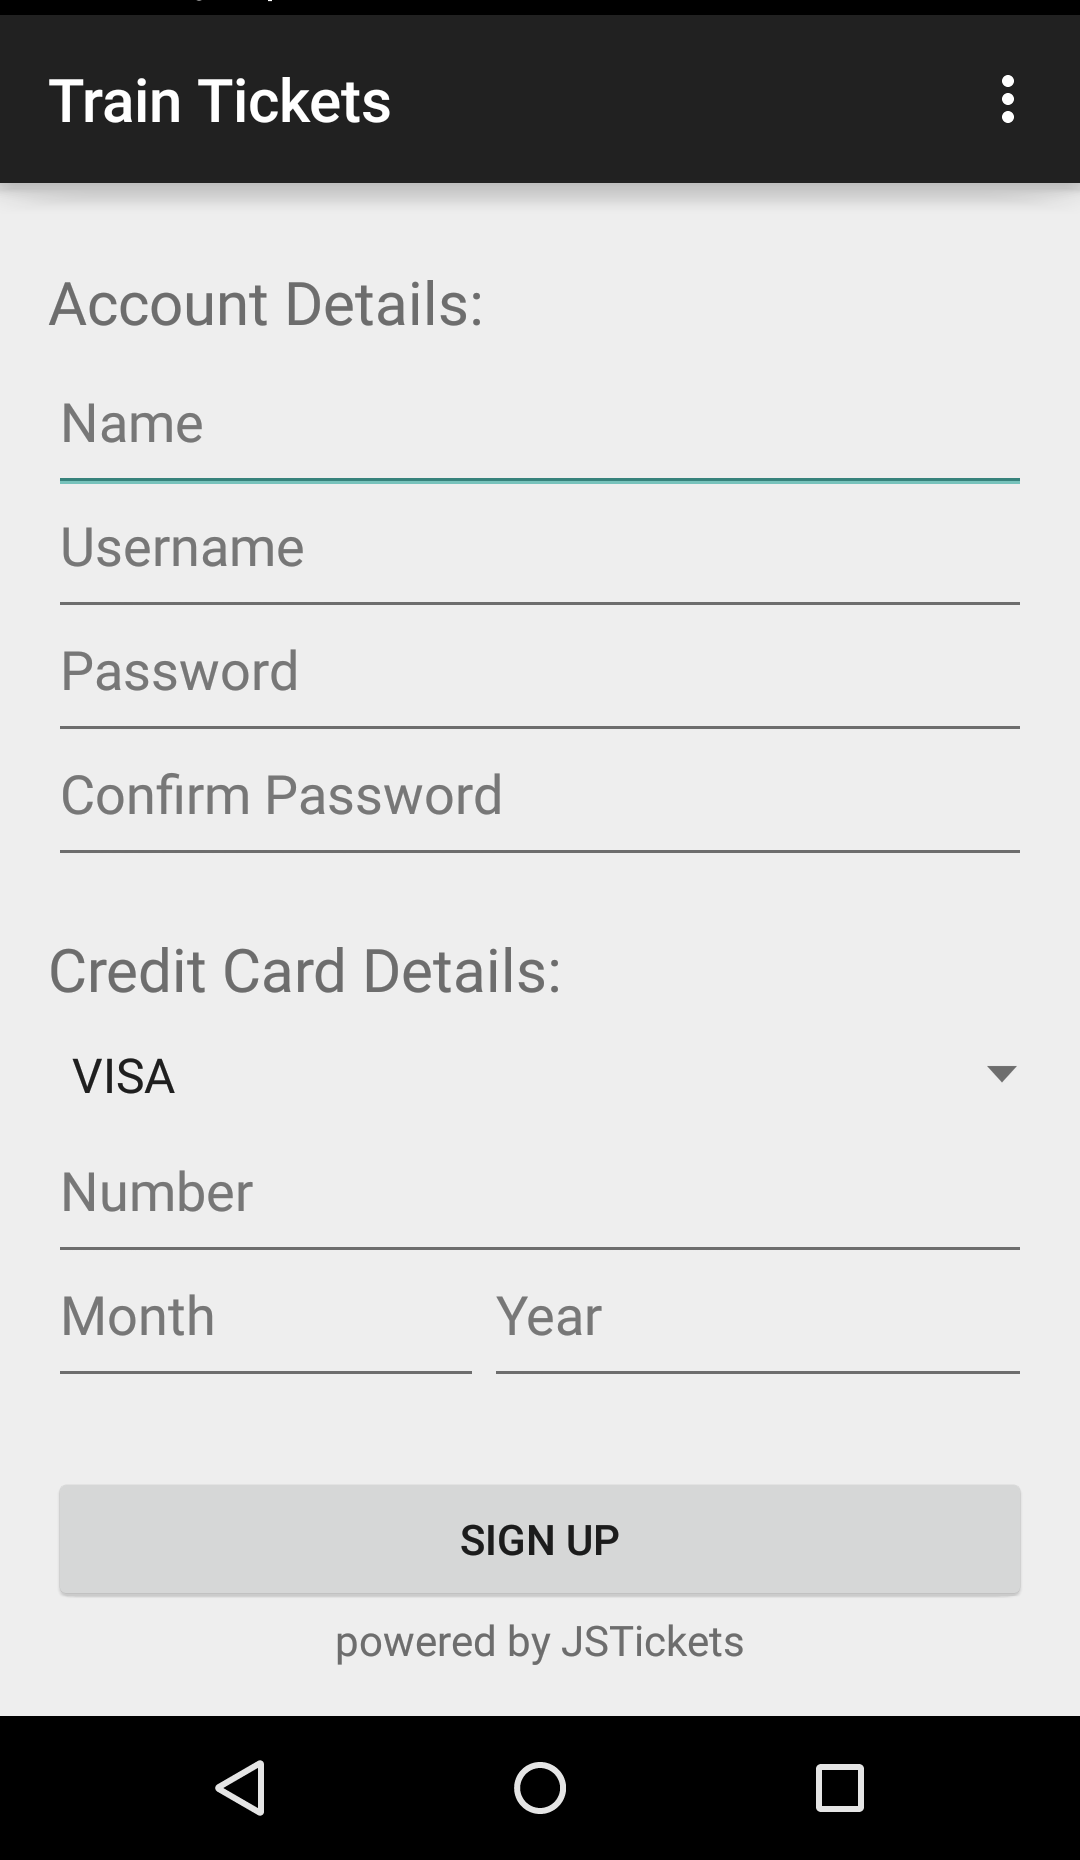 Train Tickets
Account Details:
Name
Username
Password
Confirm Password
Credit Card Details:
VISA
Number
Month Year
SIGN UP
powered by JSTickets